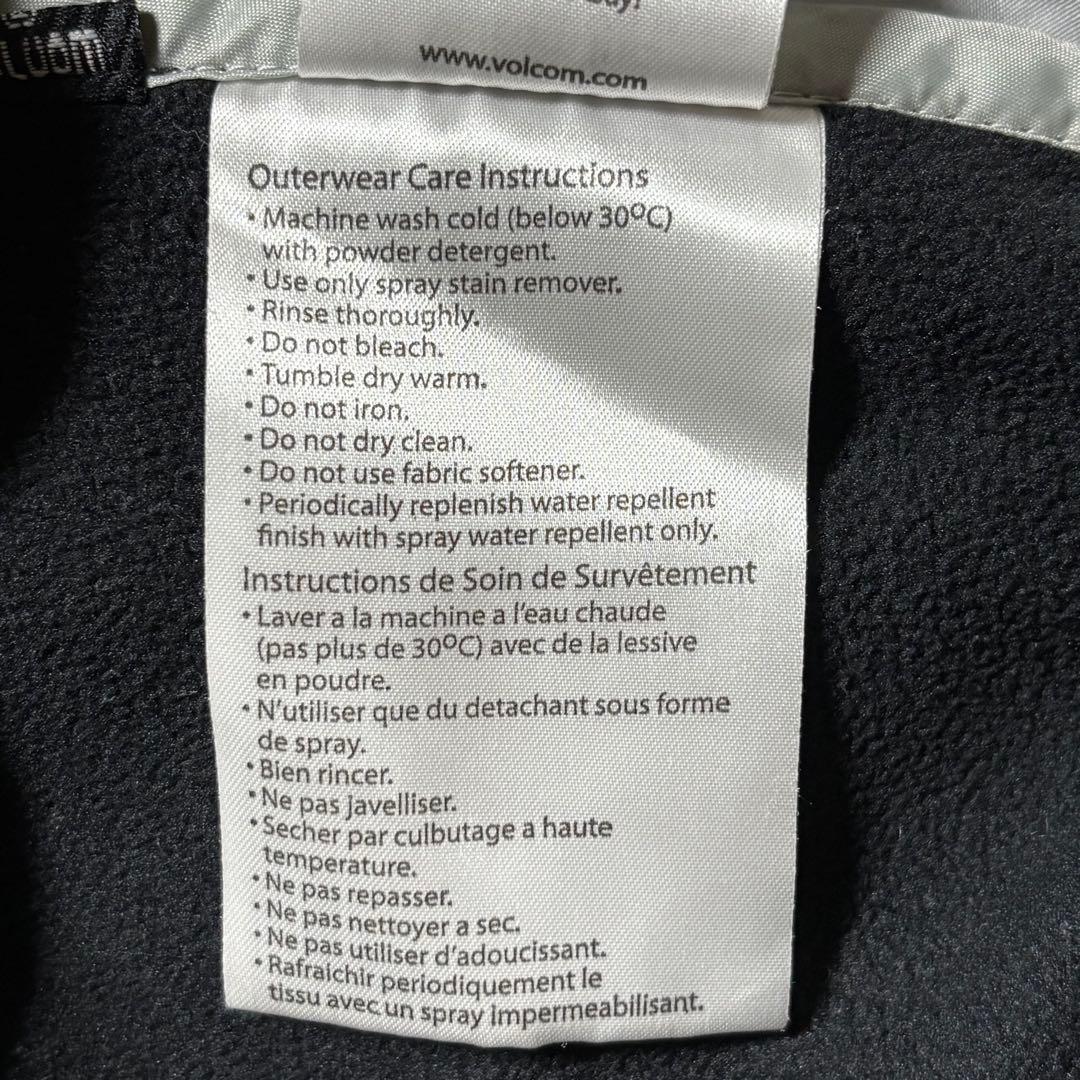 www.volcom.com
Outerwear Care Instructions
• Machine wash cold (below 30ºC)
with powder detergent.
• Use only spray stain remover.
• Rinse thoroughly.
• Do not bleach.
• Tumble dry warm.
• Do not iron.
• Do not dry clean.
• Do not use fabric softener.
• Periodically replenish water repellent
finish with spray water repellent only.
Instructions de Soin de Survêtement
• Laver a la machine a l'eau chaude
(pas plus de 30ºC) avec de la lessive
en poudre.
• N'utiliser que du detachant sous forme
de spray.
• Bien rincer.
• Ne pas javelliser.
• Secher par culbutage a haute
temperature.
• Ne pas repasser.
• Ne pas nettoyer a sec.
• Ne pas utiliser d'adoucissant.
• Rafraichir periodiquement le
tissu avec un spray impermeabilisant.